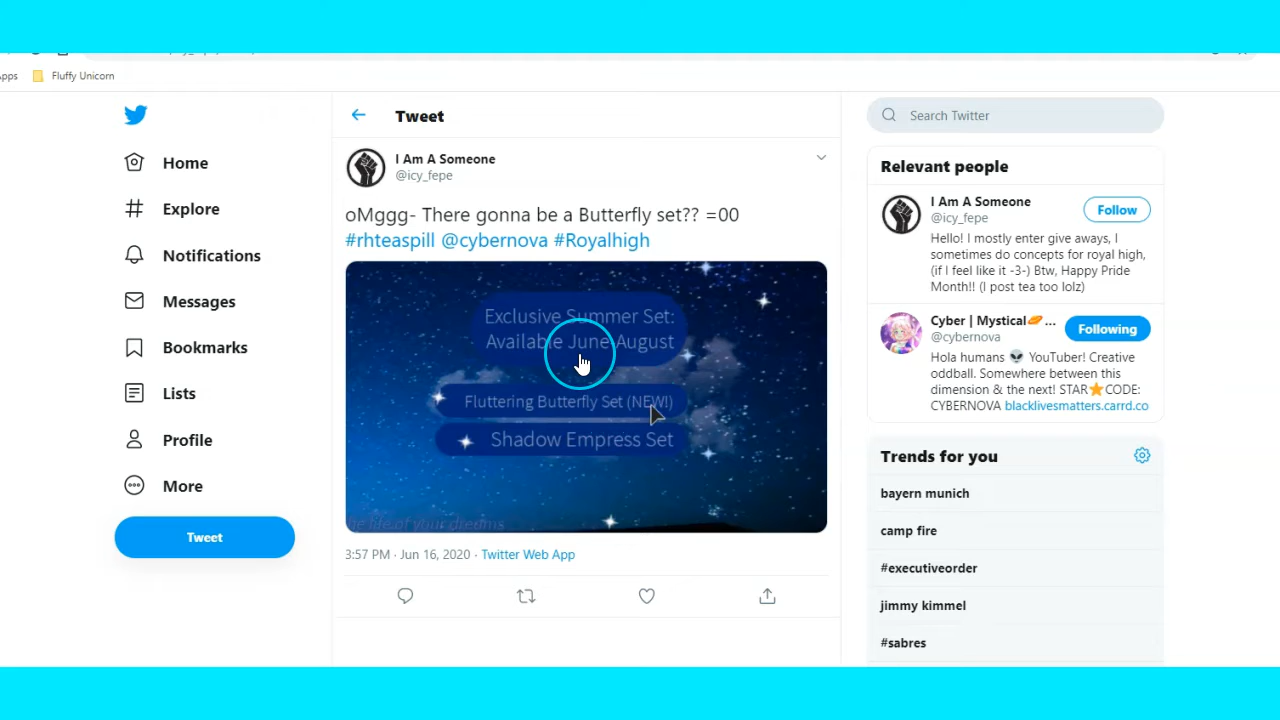 Apps
Fluffy Unicorn
Home
Explore
Notifications
Messages
Bookmarks
Lists
Profile
More
Tweet
Tweet
I Am A Someone
@icy_fepe
oMggg- There gonna be a Butterfly set?? =00
#rhteaspill @cybernova #Royalhigh
Exclusive Summer Set:
Available June-August
Fluttering Butterfly Set (NEW!)
Shadow Empress Set
he life of your dreams
3:57 PM · Jun 16, 2020 · Twitter Web App
Search Twitter
Relevant people
I Am A Someone
@icy_fepe
Follow
Hello! I mostly enter give aways, I
sometimes do concepts for royal high,
(if I feel like it -3-) Btw, Happy Pride
Month!! (I post tea too lolz)
Cyber | Mystical🥖 ...
@cybernova
Following
Hola humans 👽 YouTuber! Creative
oddball. Somewhere between this
dimension & the next! STAR⭐CODE:
CYBERNOVA blacklivesmatters.carrd.co
Trends for you
bayern munich
camp fire
#executiveorder
jimmy kimmel
#sabres